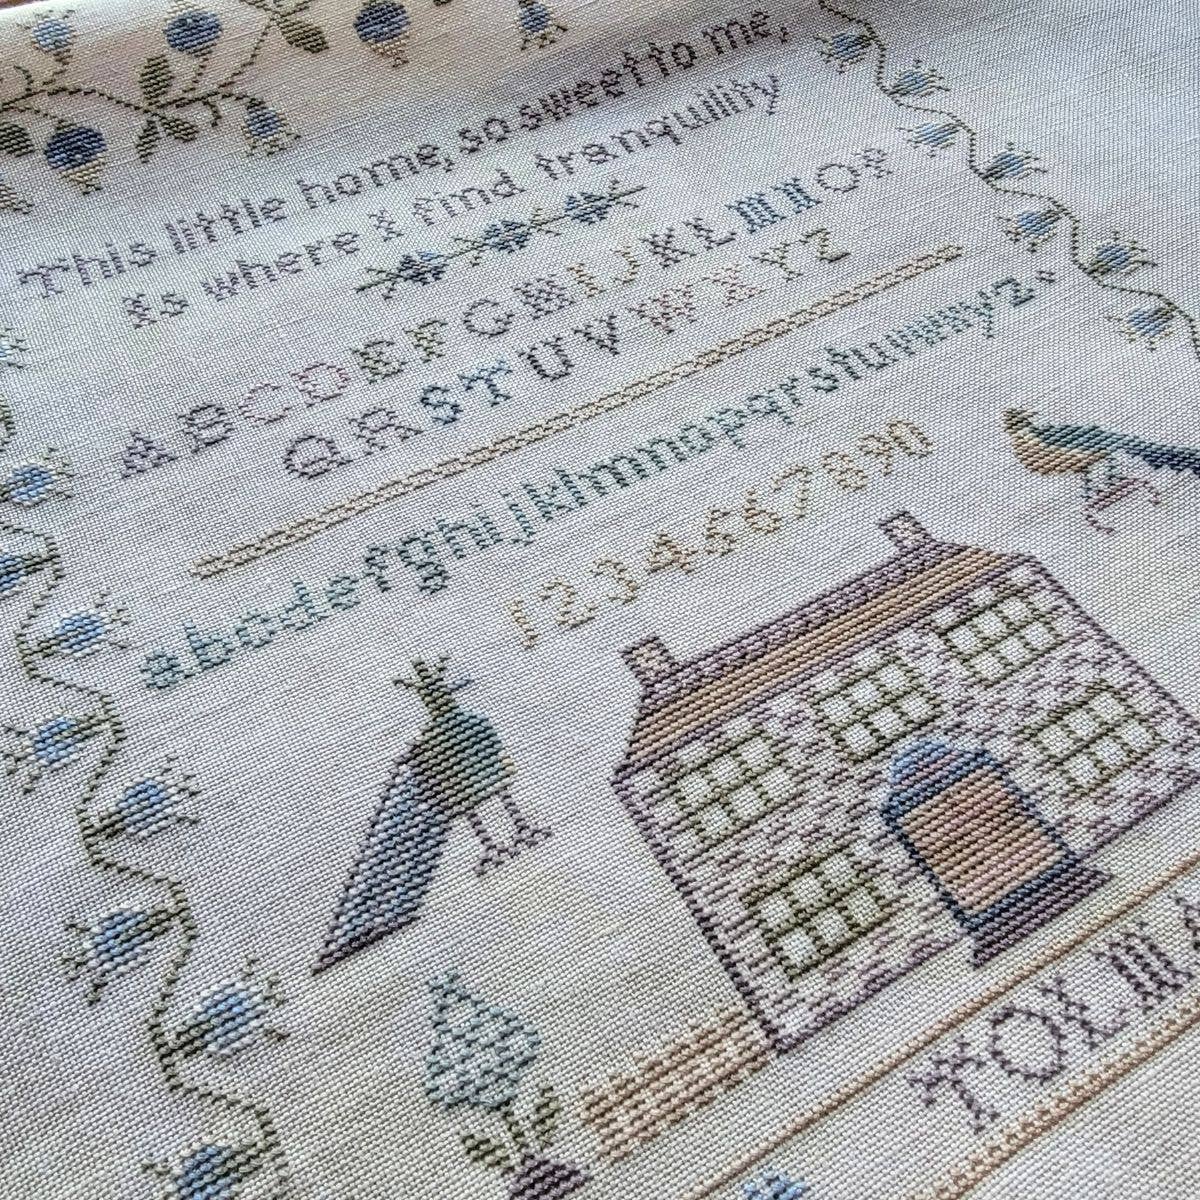 This little home, so sweet to me,
Is where I find tranquility
ABCDEFGHIJKLMNOP
QRSTUVWXYZ
abcdefghijklmnopqrstuvwxyz.
1234567890